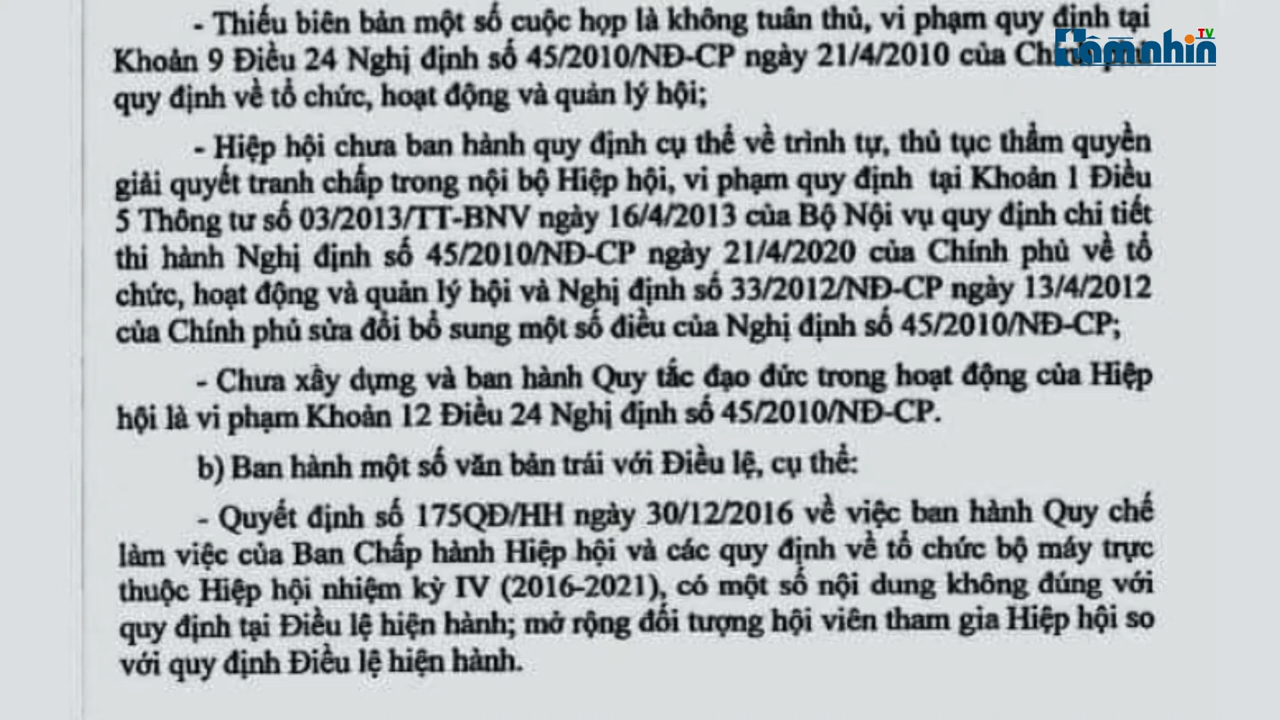 - Thiếu biên bản một số cuộc họp là không tuân thủ, vi phạm quy định tại
Khoản 9 Điều 24 Nghị định số 45/2010/NĐ-CP ngày 21/4/2010 của Chính phủ
quy định về tổ chức, hoạt động và quản lý hội;
- Hiệp hội chưa ban hành quy định cụ thể về trình tự, thủ tục thẩm quyền
giải quyết tranh chấp trong nội bộ Hiệp hội, vi phạm quy định tại Khoản 1 Điều
5 Thông tư số 03/2013/TT-BNV ngày 16/4/2013 của Bộ Nội vụ quy định chi tiết
thi hành Nghị định số 45/2010/NĐ-CP ngày 21/4/2020 của Chính phủ về tổ
chức, hoạt động và quản lý hội và Nghị định số 33/2012/NĐ-CP ngày 13/4/2012
của Chính phủ sửa đổi bổ sung một số điều của Nghị định số 45/2010/NĐ-CP;
- Chưa xây dựng và ban hành Quy tắc đạo đức trong hoạt động của Hiệp
hội là vi phạm Khoản 12 Điều 24 Nghị định số 45/2010/NĐ-CP.
b) Ban hành một số văn bản trái với Điều lệ, cụ thể:
- Quyết định số 175QĐ/HH ngày 30/12/2016 về việc ban hành Quy chế
làm việc của Ban Chấp hành Hiệp hội và các quy định về tổ chức bộ máy trực
thuộc Hiệp hội nhiệm kỳ IV (2016-2021), có một số nội dung không đúng với
quy định tại Điều lệ hiện hành; mở rộng đối tượng hội viên tham gia Hiệp hội so
với quy định Điều lệ hiện hành.
Tamnhin TV